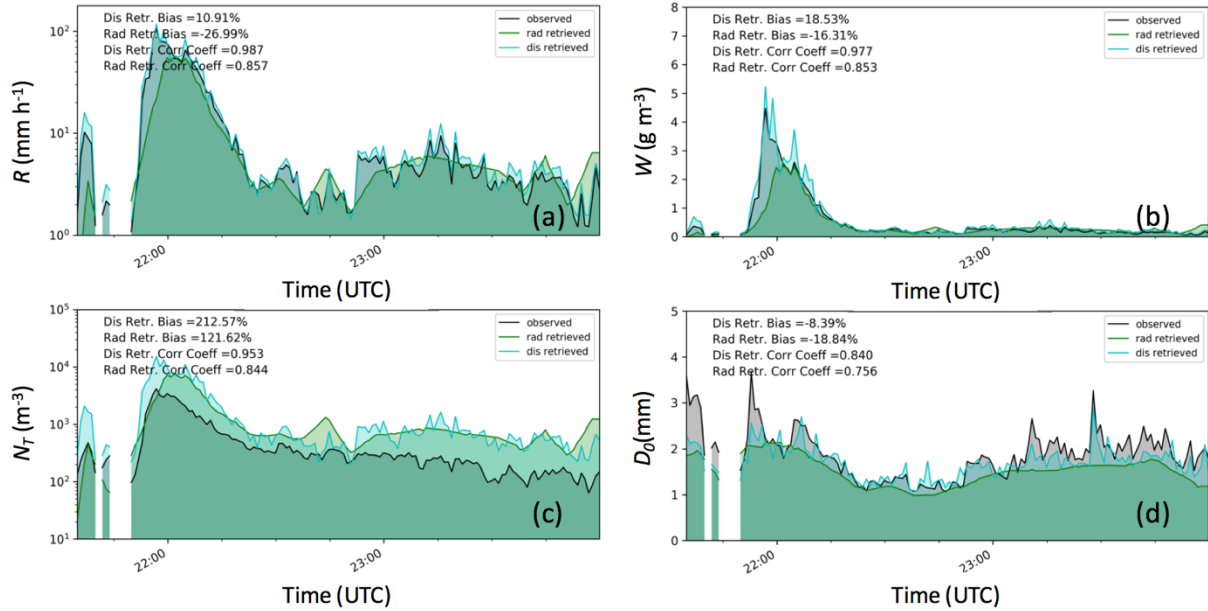 Dis Retr. Bias =10.91%
Rad Retr. Bias =-26.99%
Dis Retr. Corr Coeff =0.987
Rad Retr. Corr Coeff =0.857
observed
rad retrieved
dis retrieved
R (mm h-1)
10²
10¹
10⁰
(a)
22:00
23:00
Time (UTC)
Dis Retr. Bias =18.53%
Rad Retr. Bias =-16.31%
Dis Retr. Corr Coeff =0.977
Rad Retr. Corr Coeff =0.853
observed
rad retrieved
dis retrieved
W (g m-3)
8
7
6
5
4
3
2
1
0
(b)
22:00
23:00
Time (UTC)
Dis Retr. Bias =212.57%
Rad Retr. Bias =121.62%
Dis Retr. Corr Coeff =0.953
Rad Retr. Corr Coeff =0.844
observed
rad retrieved
dis retrieved
NT (m-3)
10⁵
10⁴
10³
10²
10¹
(c)
22:00
23:00
Time (UTC)
Dis Retr. Bias =-8.39%
Rad Retr. Bias =-18.84%
Dis Retr. Corr Coeff =0.840
Rad Retr. Corr Coeff =0.756
observed
rad retrieved
dis retrieved
D0(mm)
5
4
3
2
1
0
(d)
22:00
23:00
Time (UTC)